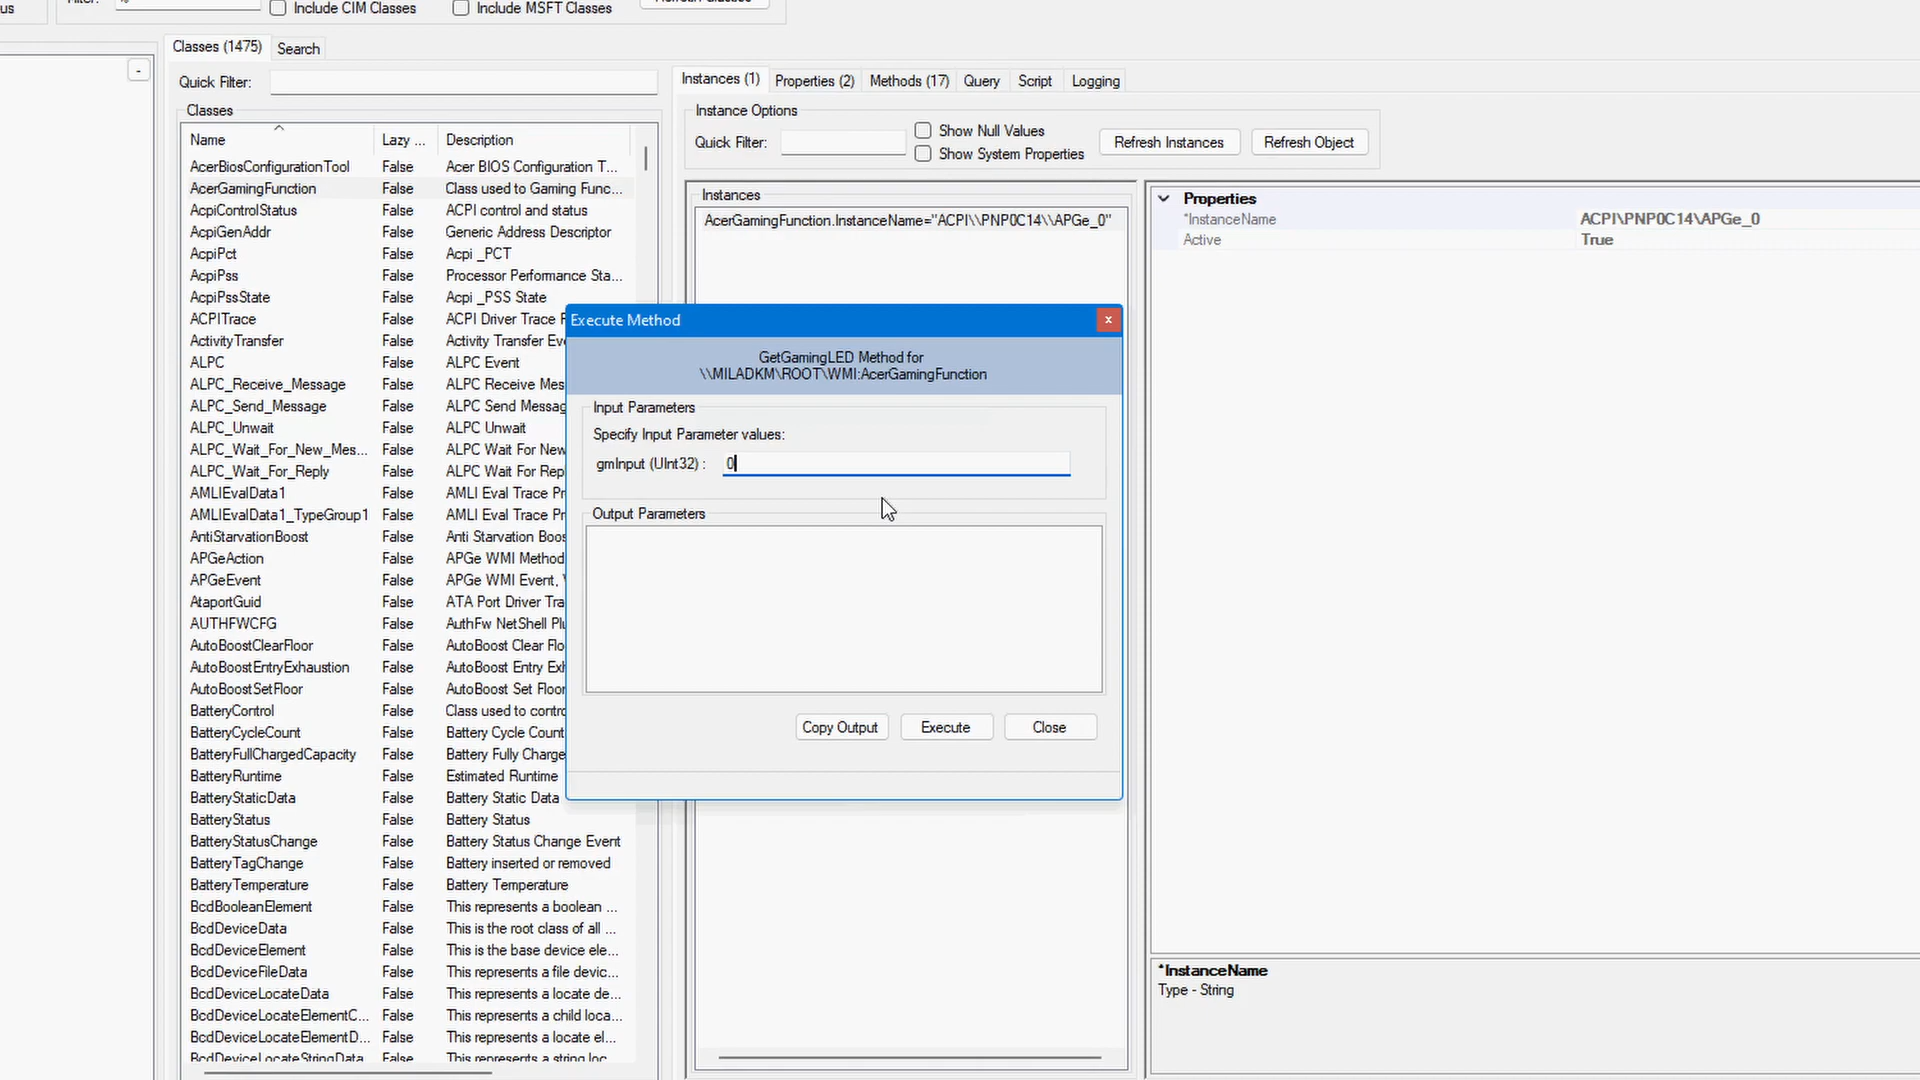 us
Include CIM Classes
Include MSFT Classes
-
Classes (1475)
Search
Quick Filter:
Classes
Name Lazy ... Description
AcerBiosConfigurationTool False Acer BIOS Configuration T...
AcerGamingFunction False Class used to Gaming Func...
AcpiControlStatus False ACPI control and status
AcpiGenAddr False Generic Address Descriptor
AcpiPct False Acpi _PCT
AcpiPss False Processor Performance Sta...
AcpiPssState False Acpi _PSS State
ACPITrace False ACPI Driver Trace
ActivityTransfer False Activity Transfer
ALPC False ALPC Event
ALPC_Receive_Message False ALPC Receive
ALPC_Send_Message False ALPC Send
ALPC_Unwait False ALPC Unwait
ALPC_Wait_For_New_Mes... False ALPC Wait For New
ALPC_Wait_For_Reply False ALPC Wait For
AMLIEvalData1 False AMLI Eval Trace
AMLIEvalData1_TypeGroup1 False AMLI Eval Trace
AntiStarvationBoost False Anti Starvation
APGeAction False APGe WMI Method
APGeEvent False APGe WMI Event,
AtaportGuid False ATA Port Driver
AUTHFWCFG False AuthFw NetShell
AutoBoostClearFloor False AutoBoost Clear
AutoBoostEntryExhaustion False AutoBoost Entry
AutoBoostSetFloor False AutoBoost Set Floor
BatteryControl False Class used to
BatteryCycleCount False Battery Cycle Count
BatteryFullChargedCapacity False Battery Fully
BatteryRuntime False Estimated Runtime
BatteryStaticData False Battery Static Data
BatteryStatus False Battery Status
BatteryStatusChange False Battery Status Change Event
BatteryTagChange False Battery inserted or removed
BatteryTemperature False Battery Temperature
BcdBooleanElement False This represents a boolean ...
BcdDeviceData False This is the root class of all ...
BcdDeviceElement False This is the base device ele...
BcdDeviceFileData False This represents a file devic...
BcdDeviceLocateData False This represents a locate de...
BcdDeviceLocateElementC... False This represents a child loca...
BcdDeviceLocateElementD... False This represents a locate el...
BcdDeviceLocateStringData False This represents a string loc
Instances (1) Properties (2) Methods (17) Query Script Logging
Instance Options
Quick Filter:
Show Null Values
Show System Properties
Refresh Instances
Refresh Object
Instances
AcerGamingFunction.InstanceName="ACPI\\PNP0C14\\APGe_0"
Properties
*InstanceName ACPI\PNP0C14\APGe_0
Active True
*InstanceName
Type - String
Execute Method
x
GetGamingLED Method for
\\MILADKM\ROOT\WMI:AcerGamingFunction
Input Parameters
Specify Input Parameter values:
gmInput (UInt32) : 0
Output Parameters
Copy Output
Execute
Close